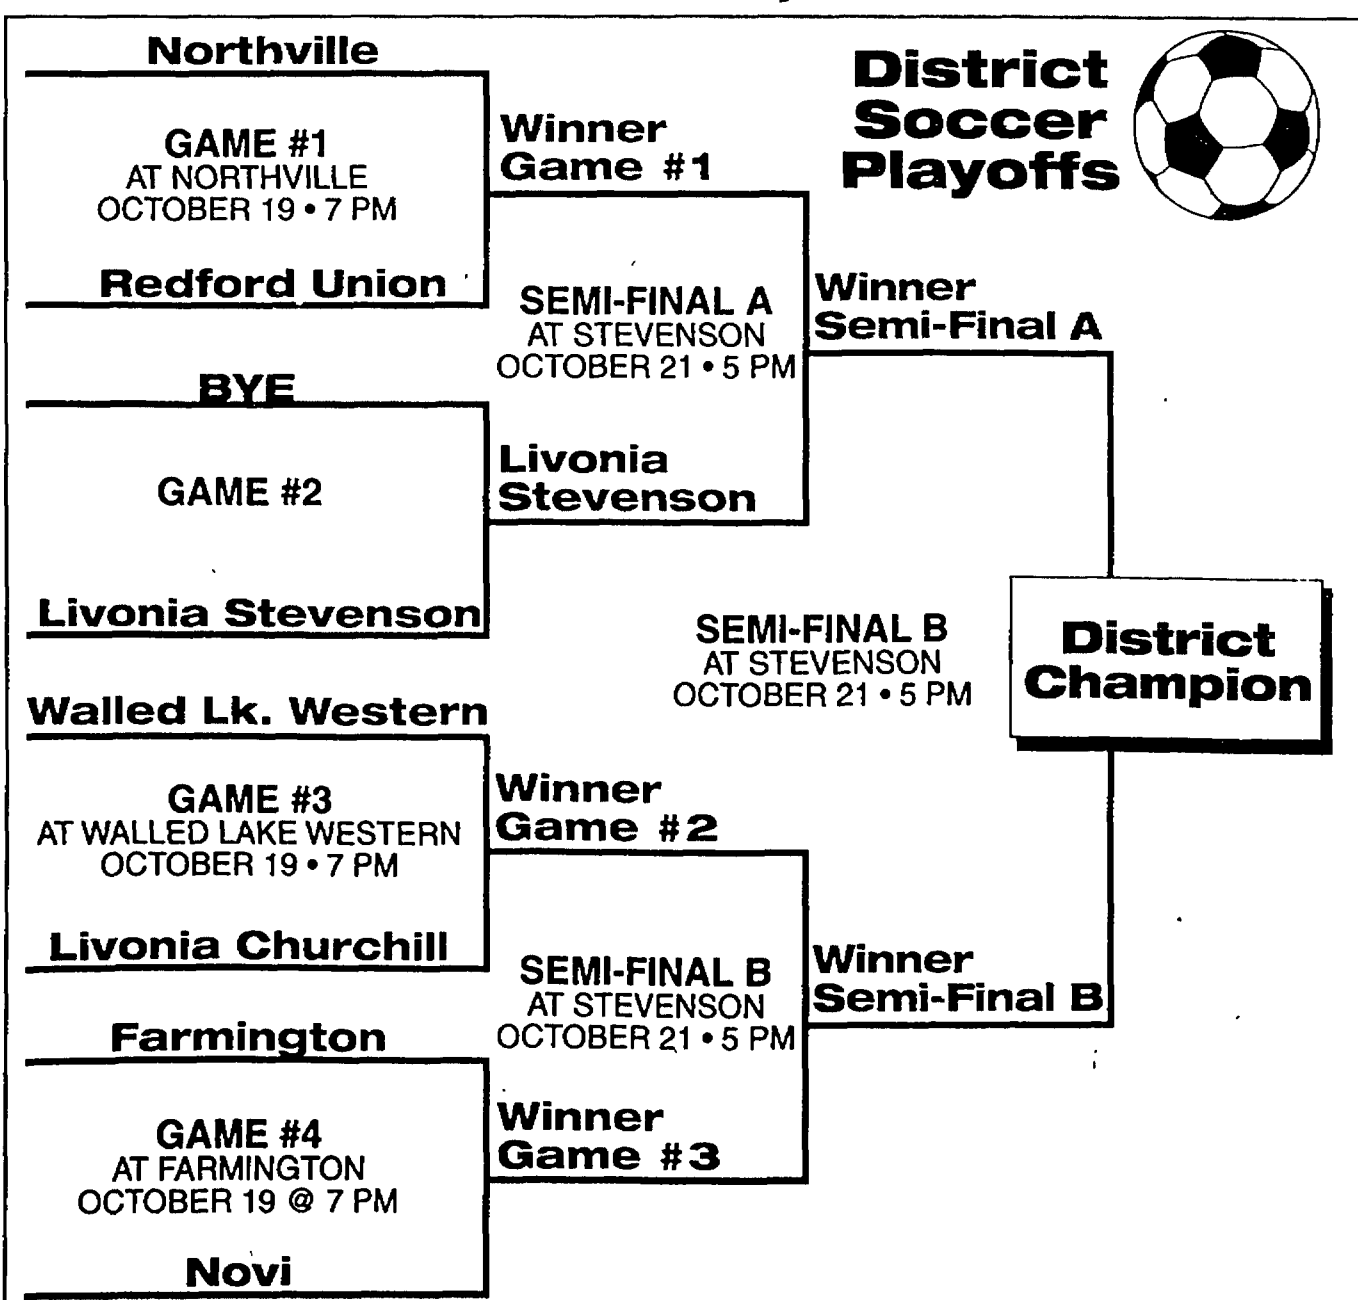 District
Soccer
Playoffs
Northville
GAME #1
AT NORTHVILLE
OCTOBER 19 • 7 PM
Redford Union
BYE
GAME #2
Livonia Stevenson
Walled Lk. Western
GAME #3
AT WALLED LAKE WESTERN
OCTOBER 19 • 7 PM
Livonia Churchill
Farmington
GAME #4
AT FARMINGTON
OCTOBER 19 @ 7 PM
Novi
Winner
Game #1
SEMI-FINAL A
AT STEVENSON
OCTOBER 21 • 5 PM
Livonia
Stevenson
Winner
Game #2
SEMI-FINAL B
AT STEVENSON
OCTOBER 21 • 5 PM
Winner
Game #3
Winner
Semi-Final A
SEMI-FINAL B
AT STEVENSON
OCTOBER 21 • 5 PM
Winner
Semi-Final B
District
Champion